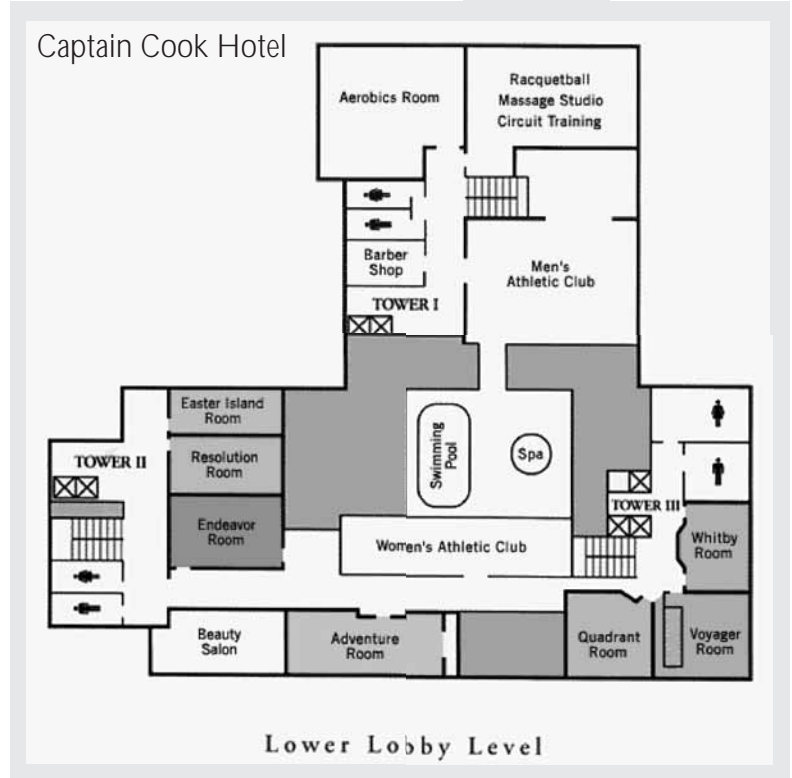 Captain Cook Hotel
Aerobics Room
Racquetball
Massage Studio
Circuit Training
Barber
Shop
Men's
Athletic Club
TOWER I
Easter Island
Room
TOWER II
Resolution
Room
Swimming
Pool
Spa
TOWER III
Endeavor
Room
Women's Athletic Club
Whitby
Room
Beauty
Salon
Adventure
Room
Quadrant
Room
Voyager
Room
Lower Lobby Level